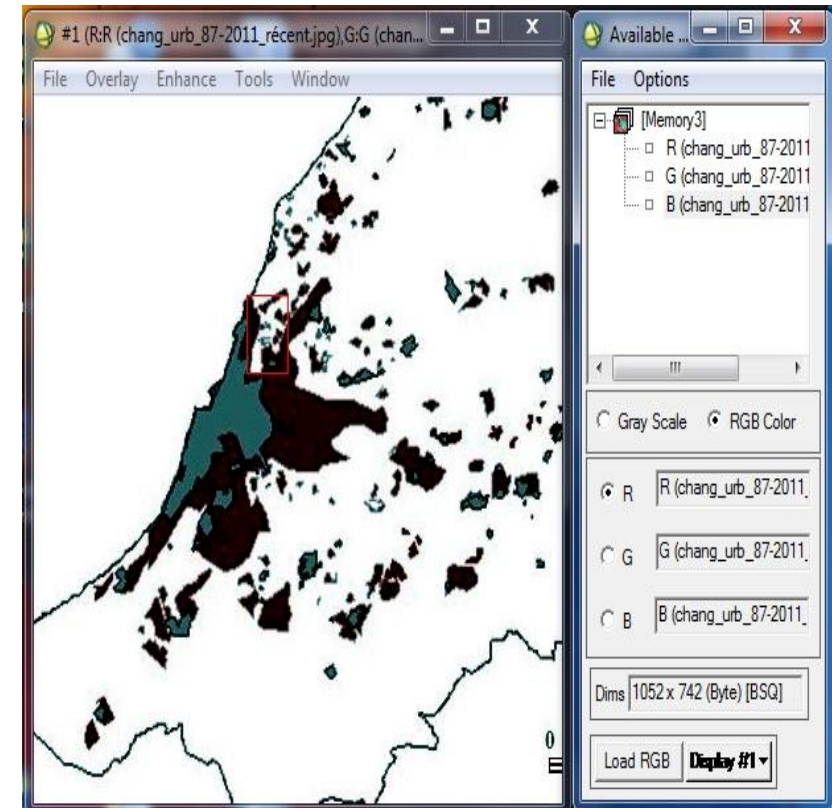 #1 (R:R (chang_urb_87-2011_récent.jpg),G:G (chan...
File Overlay Enhance Tools Window
0
Available ...
File Options
[Memory3]
R (chang_urb_87-2011
G (chang_urb_87-2011
B (chang_urb_87-2011
Gray Scale RGB Color
R R (chang_urb_87-2011_
G G (chang_urb_87-2011_
B B (chang_urb_87-2011_
Dims 1052 x 742 (Byte) [BSQ]
Load RGB Display #1